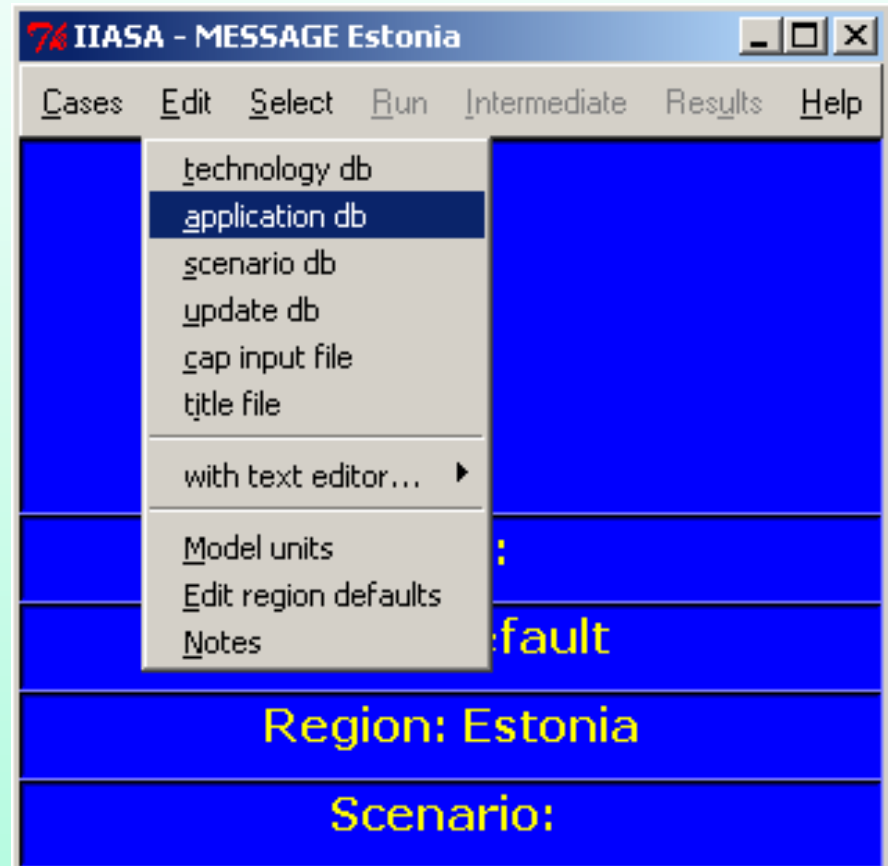 IIASA - MESSAGE Estonia
Cases Edit Select Run Intermediate Results Help
technology db
application db
scenario db
update db
cap input file
title file
with text editor...
Model units
Edit region defaults
Notes
:
fault
Region: Estonia
Scenario: